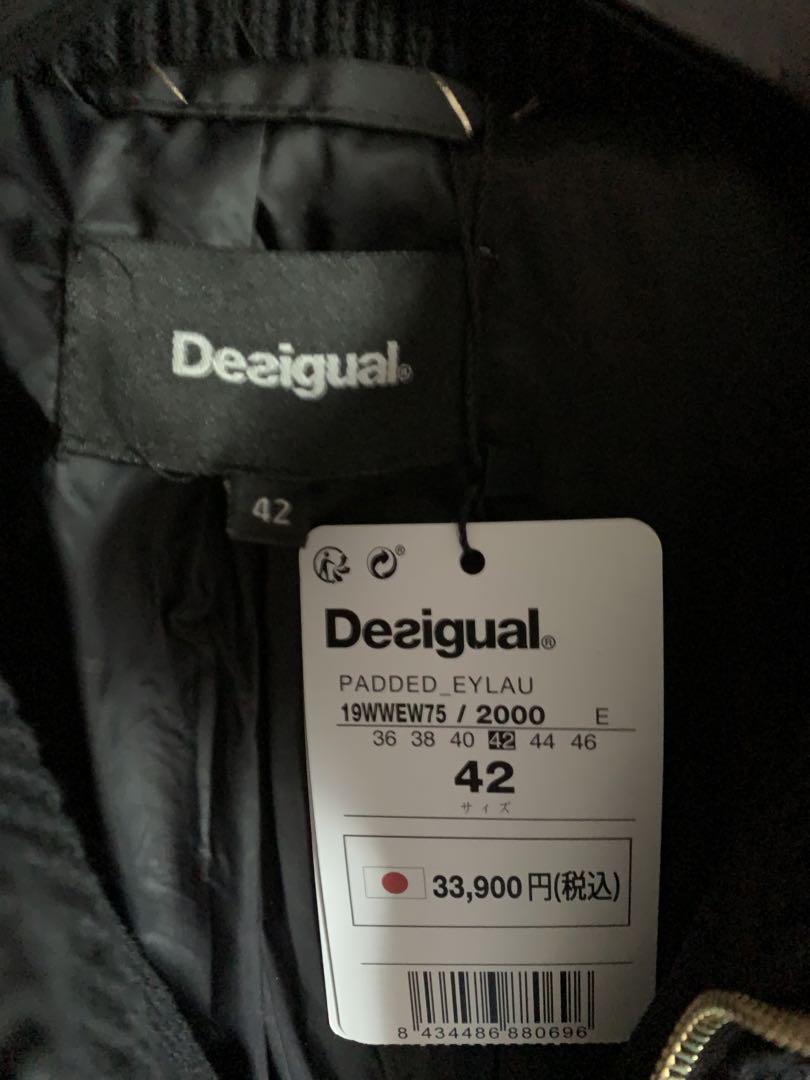 Desigual®
42
®
Desigual®
PADDED_EYLAU
19WWEW75 / 2000 E
36 38 40 42 44 46
42
サイズ
33,900円(税込)
8 434486 880696